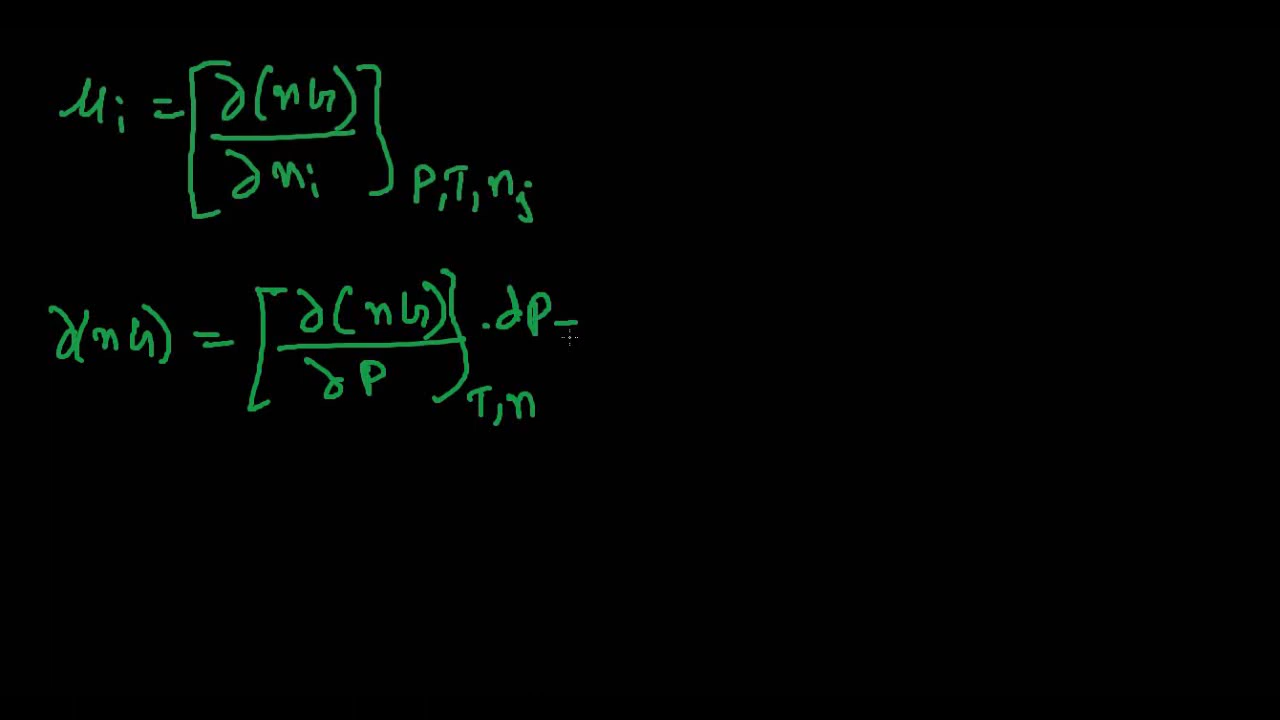 μi = [∂(nG)/∂ni]P,T,nj
∂(nG) = [∂(nG)/∂P]T,n .dP -